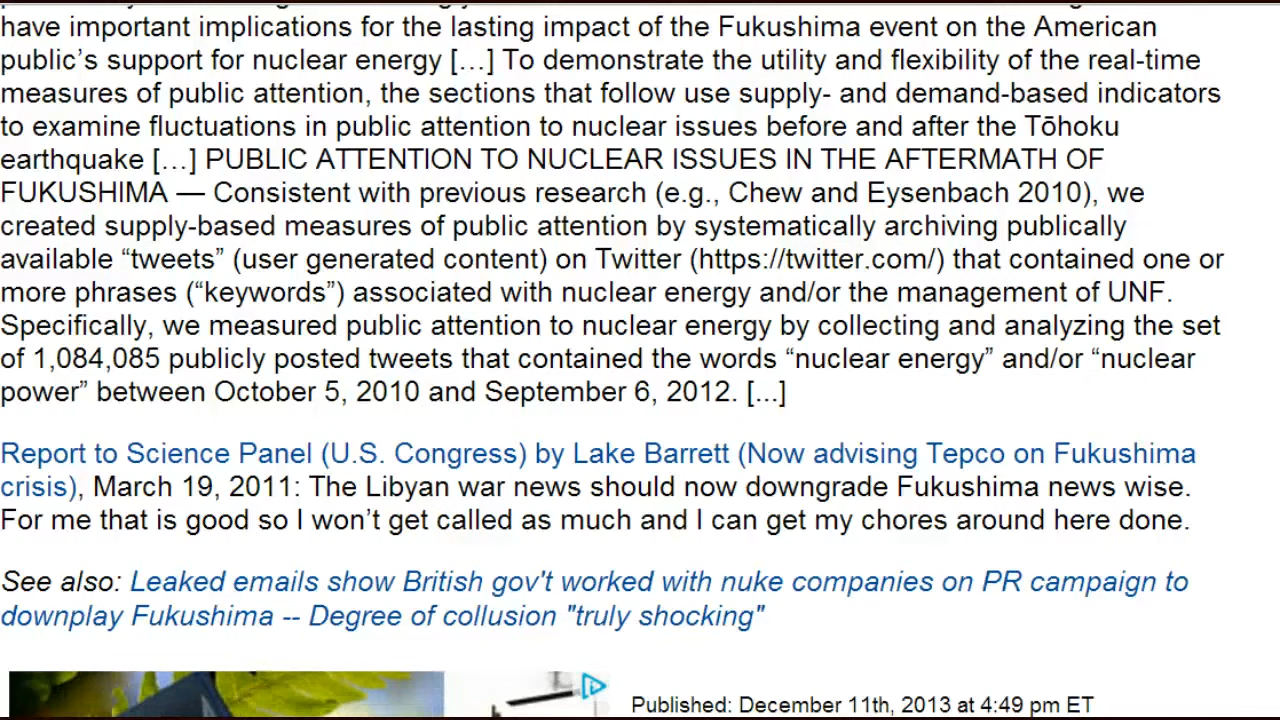 have important implications for the lasting impact of the Fukushima event on the American
public’s support for nuclear energy […] To demonstrate the utility and flexibility of the real-time
measures of public attention, the sections that follow use supply- and demand-based indicators
to examine fluctuations in public attention to nuclear issues before and after the Tōhoku
earthquake […] PUBLIC ATTENTION TO NUCLEAR ISSUES IN THE AFTERMATH OF
FUKUSHIMA — Consistent with previous research (e.g., Chew and Eysenbach 2010), we
created supply-based measures of public attention by systematically archiving publically
available “tweets” (user generated content) on Twitter (https://twitter.com/) that contained one or
more phrases (“keywords”) associated with nuclear energy and/or the management of UNF.
Specifically, we measured public attention to nuclear energy by collecting and analyzing the set
of 1,084,085 publicly posted tweets that contained the words “nuclear energy” and/or “nuclear
power” between October 5, 2010 and September 6, 2012. [...]
Report to Science Panel (U.S. Congress) by Lake Barrett (Now advising Tepco on Fukushima
crisis), March 19, 2011: The Libyan war news should now downgrade Fukushima news wise.
For me that is good so I won’t get called as much and I can get my chores around here done.
See also: Leaked emails show British gov't worked with nuke companies on PR campaign to
downplay Fukushima -- Degree of collusion "truly shocking"
Published: December 11th, 2013 at 4:49 pm ET